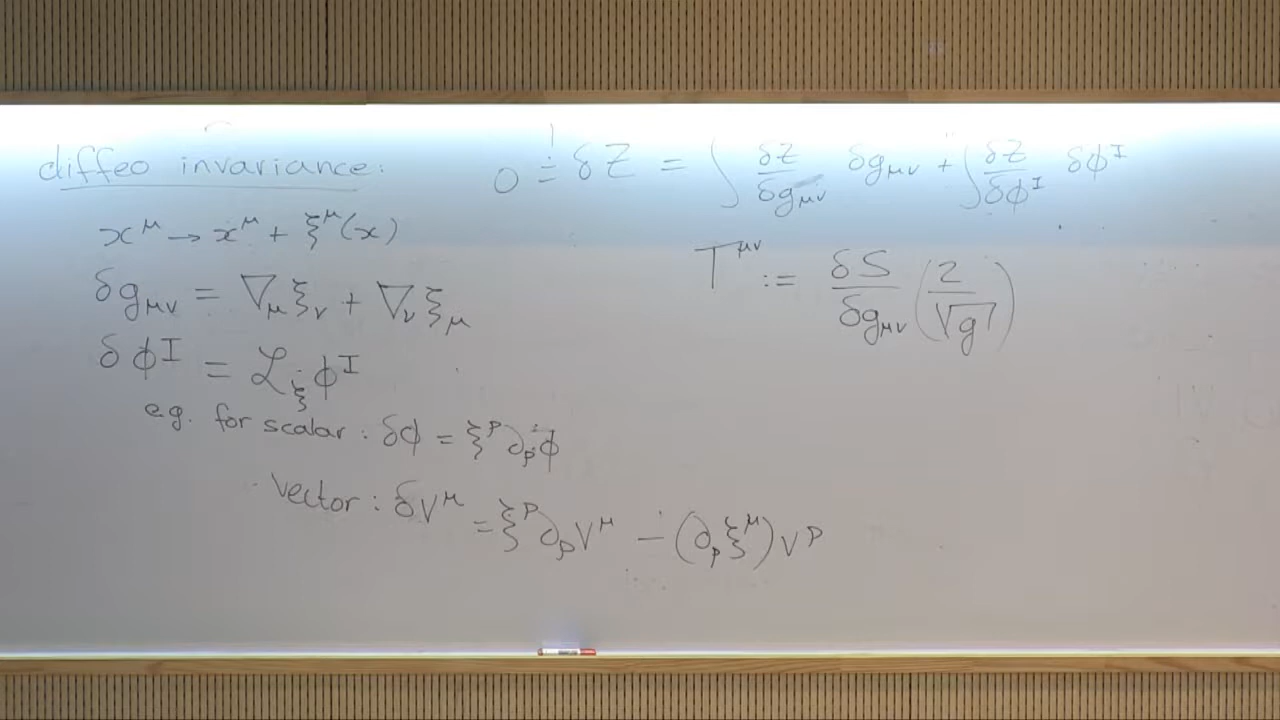 diffeo invariance:
x^μ → x^μ + ξ^μ(x)
δg_μν = ∇_μ ξ_ν + ∇_ν ξ_μ
δφ^I = ℒ_ξ φ^I
e.g. for scalar: δφ = ξ^ρ ∂_ρ φ
vector: δV^μ = ξ^ρ ∂_ρ V^μ − (∂_ρ ξ^μ) V^ρ
0 =! δZ = ∫ δZ/δg_μν δg_μν + ∫ δZ/δφ^I δφ^I
T^μν := δS/δg_μν (2/√g)